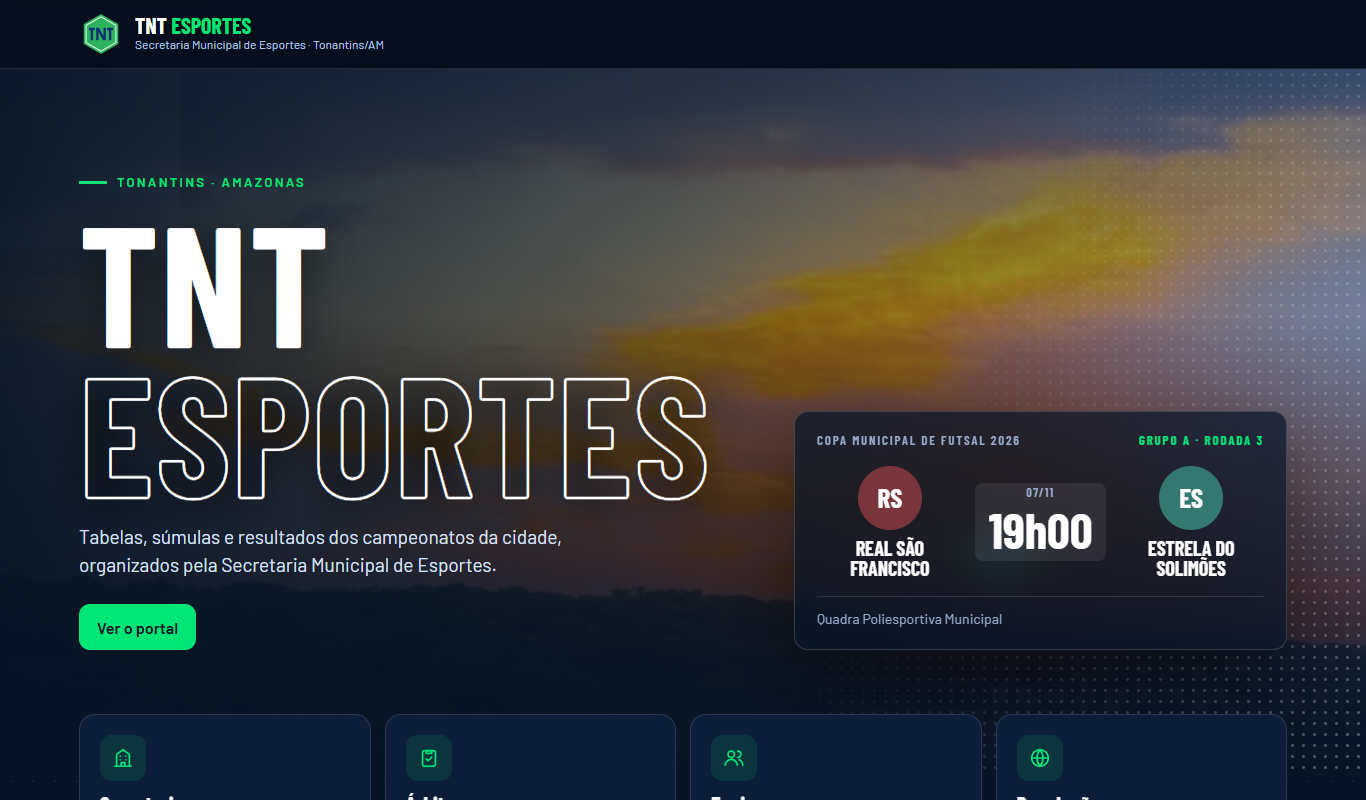 TNT
TNT ESPORTES
Secretaria Municipal de Esportes · Tonantins/AM
TONANTINS · AMAZONAS
TNT
ESPORTES
Tabelas, súmulas e resultados dos campeonatos da cidade,
organizados pela Secretaria Municipal de Esportes.
Ver o portal
COPA MUNICIPAL DE FUTSAL 2026
GRUPO A · RODADA 3
RS
REAL SÃO
FRANCISCO
07/11
19h00
ES
ESTRELA DO
SOLIMÕES
Quadra Poliesportiva Municipal